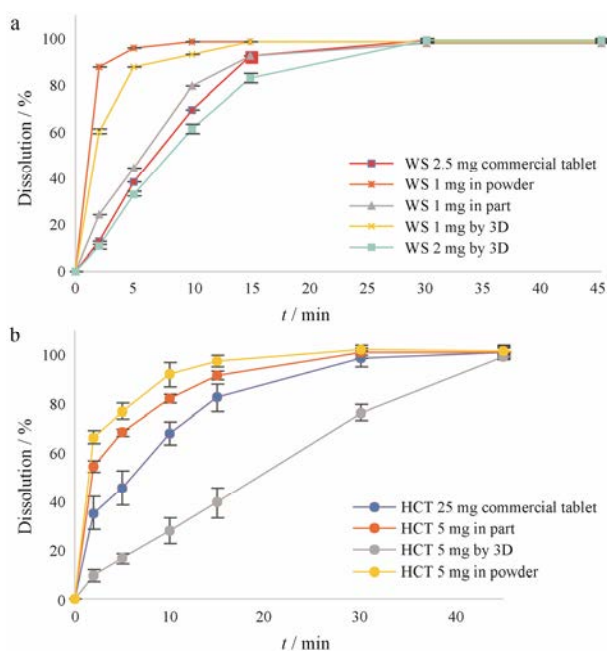 a
100
80
60
40
20
0
Dissolution / %
WS 2.5 mg commercial tablet
WS 1 mg in powder
WS 1 mg in part
WS 1 mg by 3D
WS 2 mg by 3D
0 5 10 15 20 25 30 35 40 45
t / min
b
100
80
60
40
20
0
Dissolution / %
HCT 25 mg commercial tablet
HCT 5 mg in part
HCT 5 mg by 3D
HCT 5 mg in powder
0 10 20 30 40
t / min